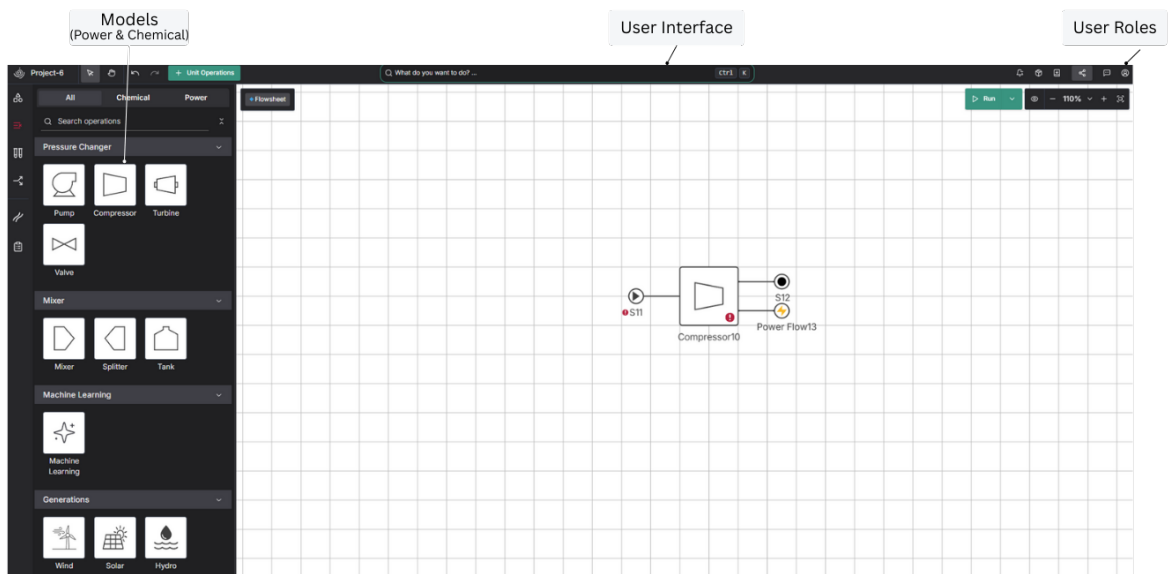 Models
(Power & Chemical)
User Interface
User Roles
Project-6
+ Unit Operations
What do you want to do? ...
Ctrl K
All Chemical Power
+ Flowsheet
Run
110%
Search operations
Pressure Changer
Pump Compressor Turbine
Valve
Mixer
Mixer Splitter Tank
Machine Learning
Machine
Learning
Generations
Wind Solar Hydro
S11
S12
Power Flow13
Compressor10